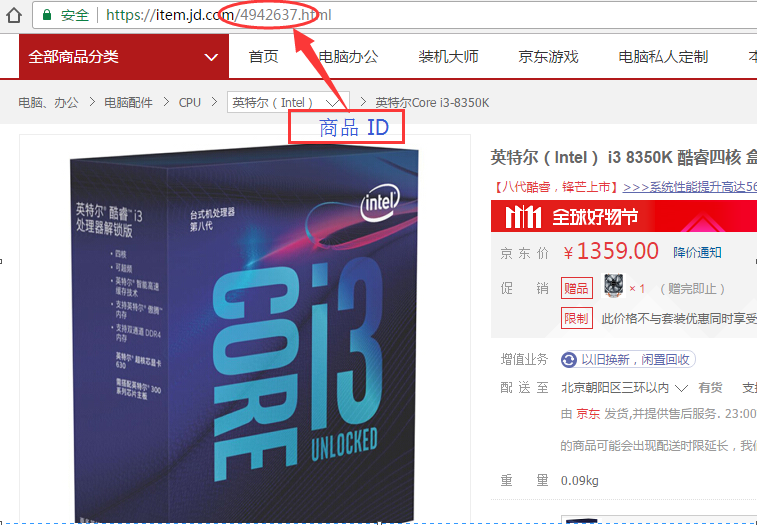 安全 https://item.jd.com/4942637.html
全部商品分类 首页 电脑办公 装机大师 京东游戏 电脑私人定制
电脑、办公 > 电脑配件 > CPU > 英特尔（Intel） > 英特尔Core i3-8350K
商品 ID
英特尔® 酷睿™ i3
处理器解锁版
• 四核
• 可超频
• 英特尔® 智能高速
缓存技术
• 支持英特尔® 傲腾™
内存
• 支持双通道 DDR4
内存
英特尔® 超核芯显卡
630
需搭配英特尔® 300
系列芯片主板
台式机处理器
第八代
intel
CORE i3
UNLOCKED
英特尔（Intel） i3 8350K 酷睿四核
【八代酷睿，锋芒上市】>>>系统性能提升高达56
全球好物节
京东价 ￥1359.00 降价通知
促销 赠品 × 1 （赠完即止）
限制 此价格不与套装优惠同时享受
增值业务 以旧换新，闲置回收
配送至 北京朝阳区三环以内 有货
由 京东 发货,并提供售后服务. 23:00
的商品可能会出现配送时限延长，我
重量 0.09kg